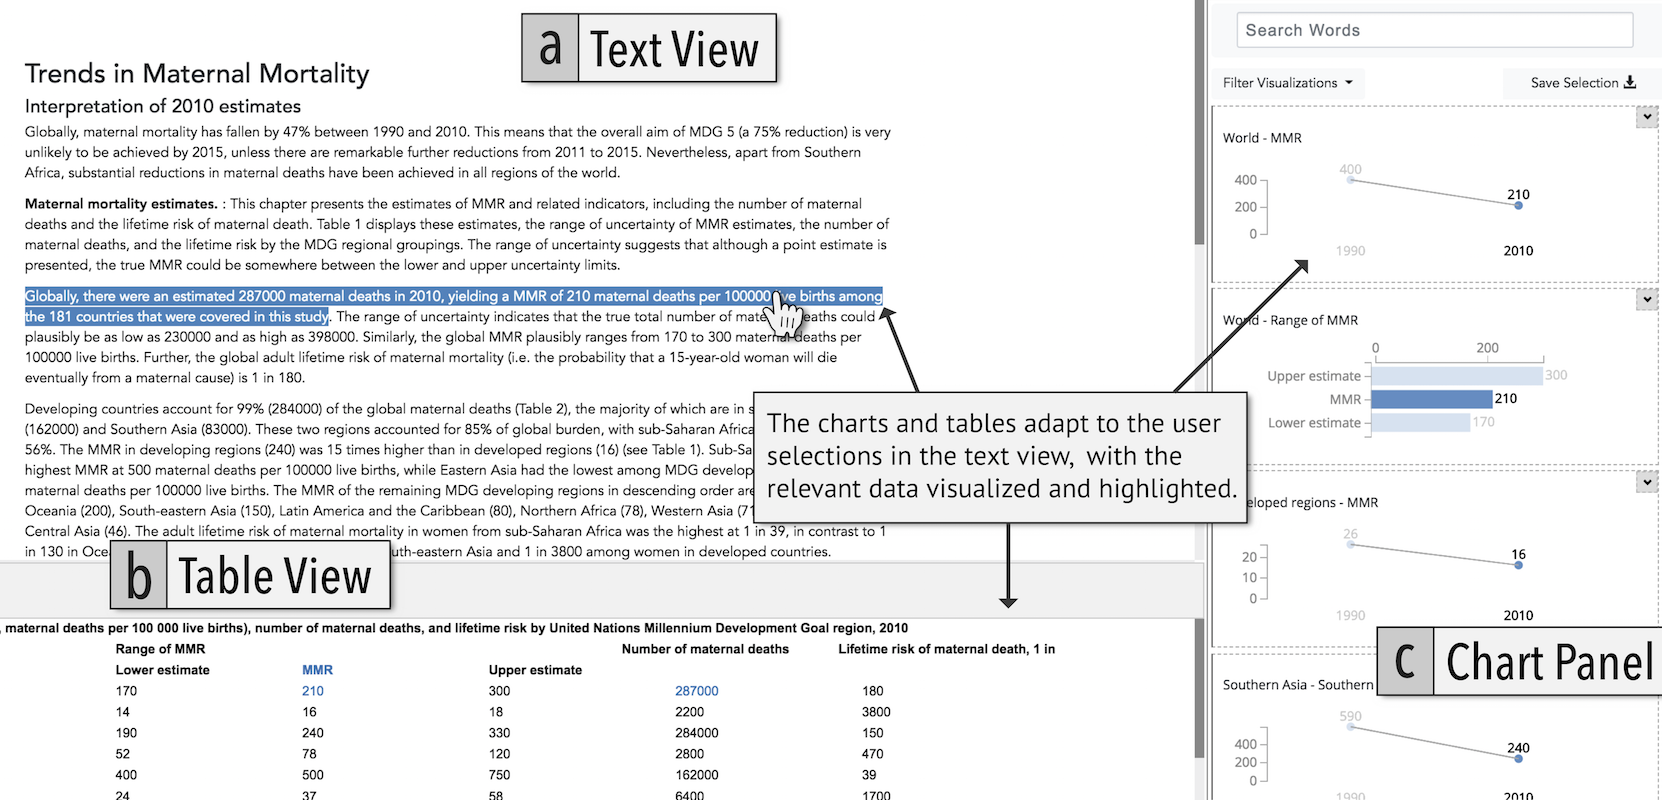 a Text View
Trends in Maternal Mortality
Interpretation of 2010 estimates
Globally, maternal mortality has fallen by 47% between 1990 and 2010. This means that the overall aim of MDG 5 (a 75% reduction) is very
unlikely to be achieved by 2015, unless there are remarkable further reductions from 2011 to 2015. Nevertheless, apart from Southern
Africa, substantial reductions in maternal deaths have been achieved in all regions of the world.
Maternal mortality estimates. : This chapter presents the estimates of MMR and related indicators, including the number of maternal
deaths and the lifetime risk of maternal death. Table 1 displays these estimates, the range of uncertainty of MMR estimates, the number of
maternal deaths, and the lifetime risk by the MDG regional groupings. The range of uncertainty suggests that although a point estimate is
presented, the true MMR could be somewhere between the lower and upper uncertainty limits.
Globally, there were an estimated 287000 maternal deaths in 2010, yielding a MMR of 210 maternal deaths per 100000 live births among
the 181 countries that were covered in this study. The range of uncertainty indicates that the true total number of maternal deaths could
plausibly be as low as 230000 and as high as 398000. Similarly, the global MMR plausibly ranges from 170 to 300 maternal deaths per
100000 live births. Further, the global adult lifetime risk of maternal mortality (i.e. the probability that a 15-year-old woman will die
eventually from a maternal cause) is 1 in 180.
Developing countries account for 99% (284000) of the global maternal deaths (Table 2), the majority of which are in s
(162000) and Southern Asia (83000). These two regions accounted for 85% of global burden, with sub-Saharan Africa
56%. The MMR in developing regions (240) was 15 times higher than in developed regions (16) (see Table 1). Sub-Sa
highest MMR at 500 maternal deaths per 100000 live births, while Eastern Asia had the lowest among MDG develop
maternal deaths per 100000 live births. The MMR of the remaining MDG developing regions in descending order are
Oceania (200), South-eastern Asia (150), Latin America and the Caribbean (80), Northern Africa (78), Western Asia (71
Central Asia (46). The adult lifetime risk of maternal mortality in women from sub-Saharan Africa was the highest at 1 in 39, in contrast to 1
in 130 in Ocea uth-eastern Asia and 1 in 3800 among women in developed countries.
The charts and tables adapt to the user
selections in the text view, with the
relevant data visualized and highlighted.
b Table View
, maternal deaths per 100 000 live births), number of maternal deaths, and lifetime risk by United Nations Millennium Development Goal region, 2010
Range of MMR Number of maternal deaths Lifetime risk of maternal death, 1 in
Lower estimate MMR Upper estimate
170 210 300 287000 180
14 16 18 2200 3800
190 240 330 284000 150
52 78 120 2800 470
400 500 750 162000 39
24 37 58 6400 1700
Search Words
Filter Visualizations Save Selection
World - MMR
400
400 210
200
0
1990 2010
World - Range of MMR
0 200
Upper estimate 300
MMR 210
Lower estimate 170
eloped regions - MMR
26
20 16
10
0
1990 2010
c Chart Panel
Southern Asia - Southern
590
400 240
200
0
1990 2010